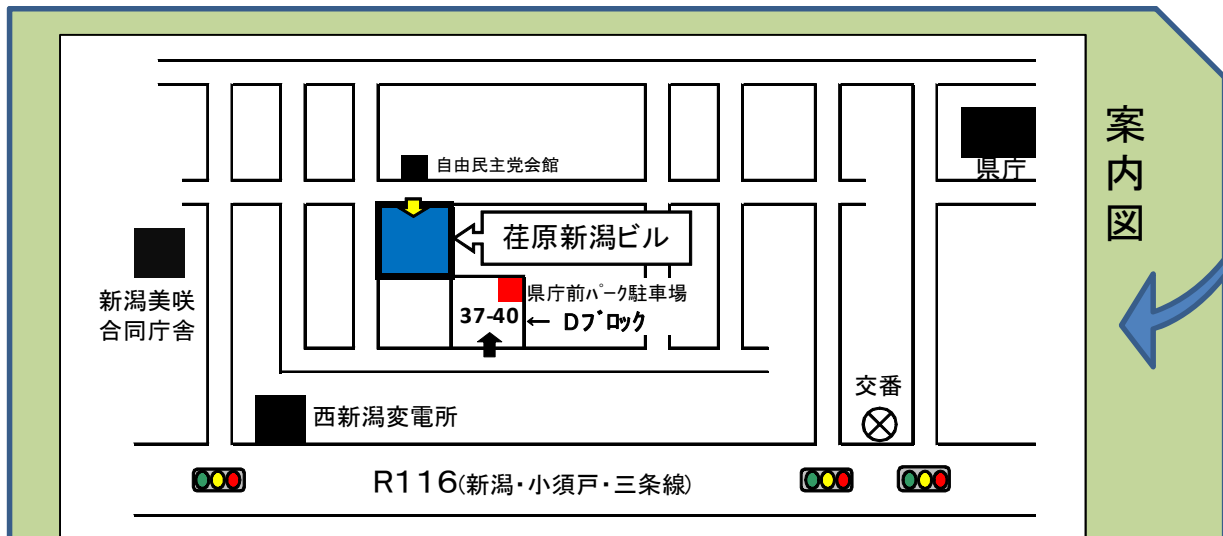 案内図
自由民主党会館
県庁
荏原新潟ビル
新潟美咲
合同庁舎
県庁前パーク駐車場
37-40 ← Dブロック
交番
西新潟変電所
R116(新潟・小須戸・三条線)